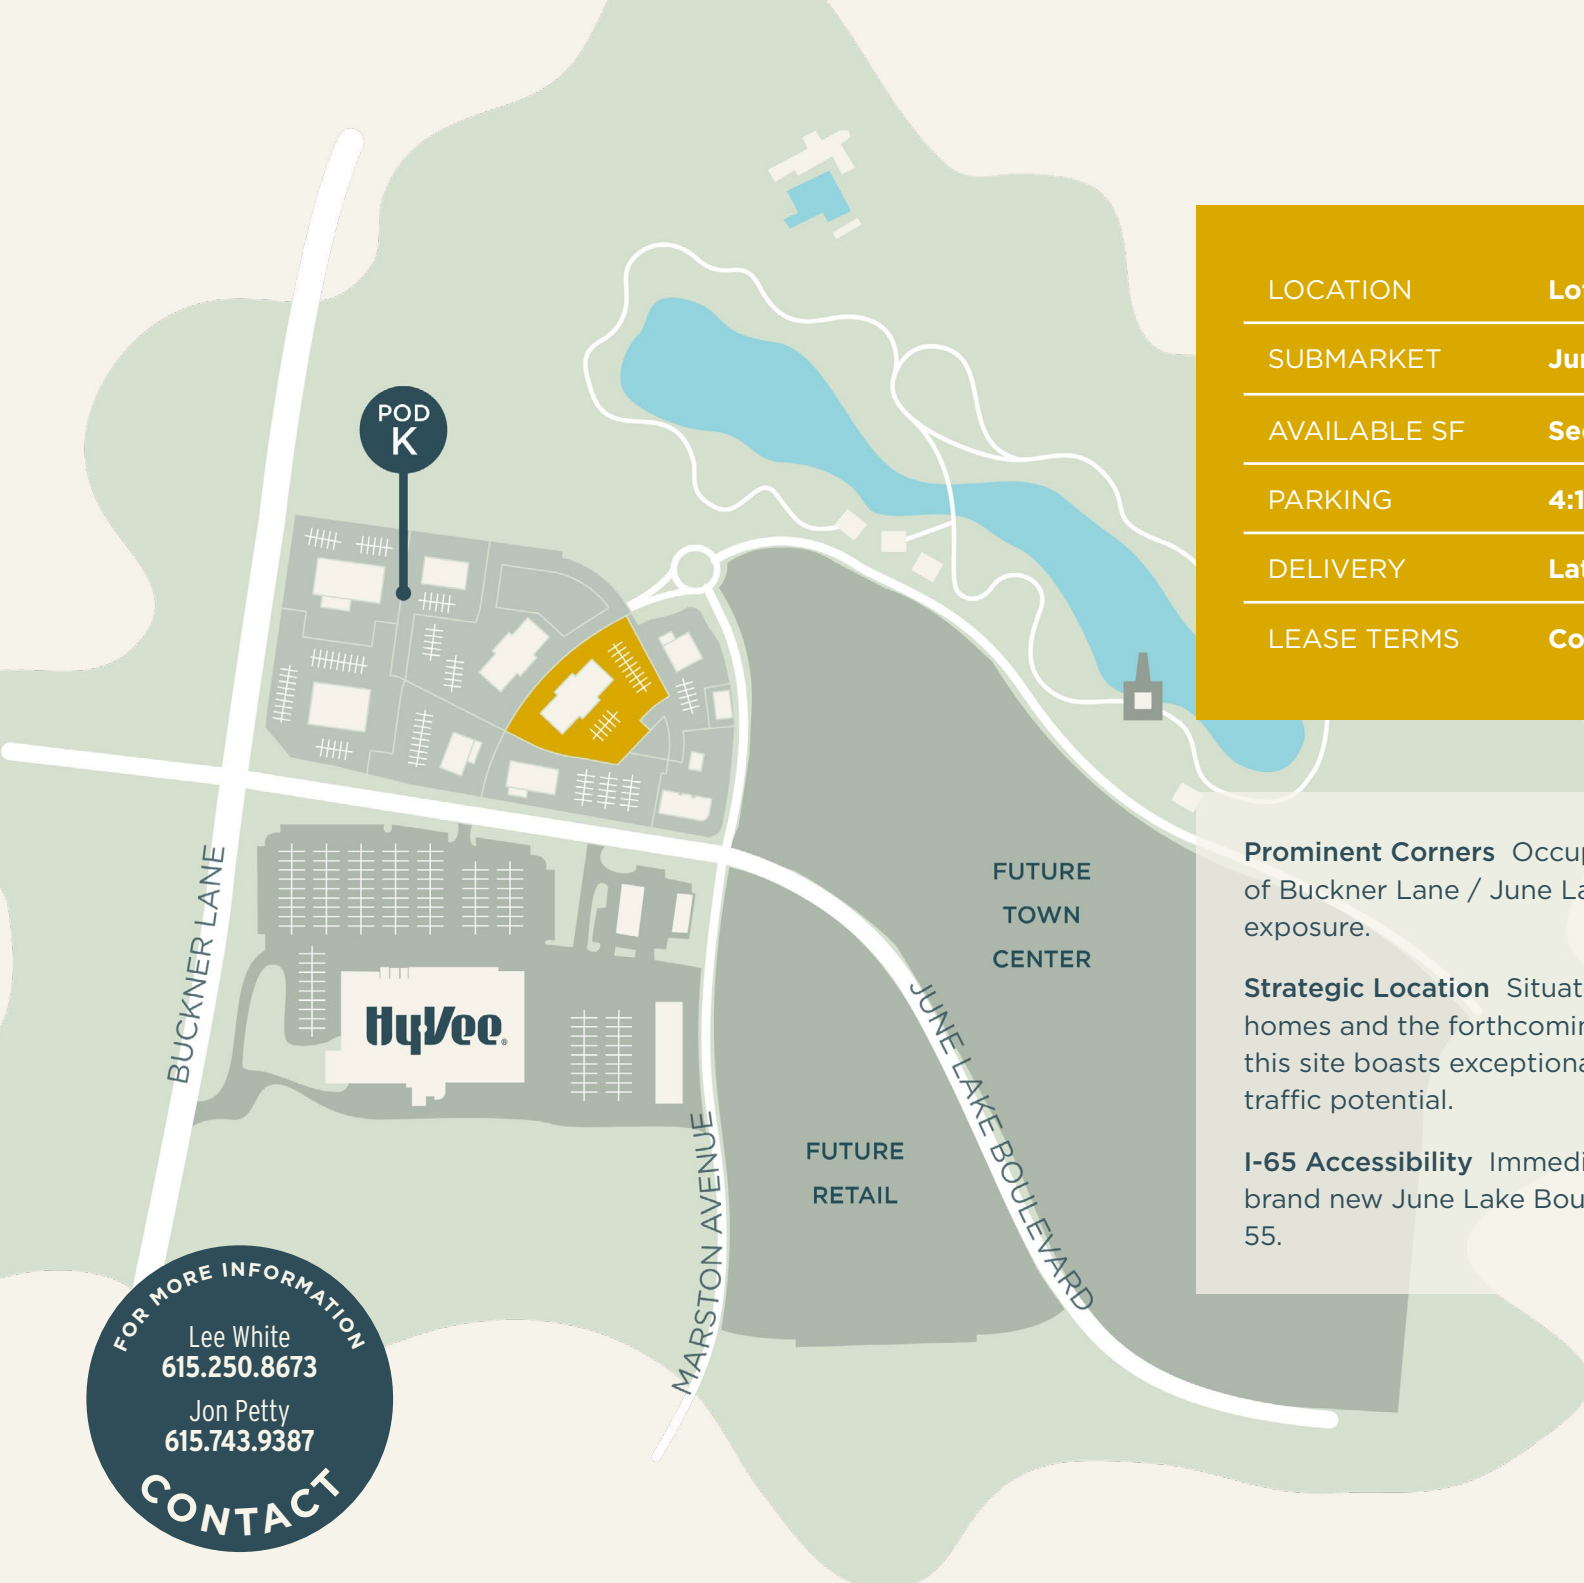 POD
K
LOCATION
SUBMARKET
AVAILABLE SF
PARKING
DELIVERY
LEASE TERMS
4:1
FUTURE
TOWN
CENTER
FUTURE
RETAIL
BUCKNER LANE
MARSTON AVENUE
JUNE LAKE BOULEVARD
HyVee®
Prominent Corners
of Buckner Lane / June
exposure.
Strategic Location
homes and the
this site boasts
traffic potential.
I-65 Accessibility
brand new June Lake
55.
FOR MORE INFORMATION
Lee White
615.250.8673
Jon Petty
615.743.9387
CONTACT